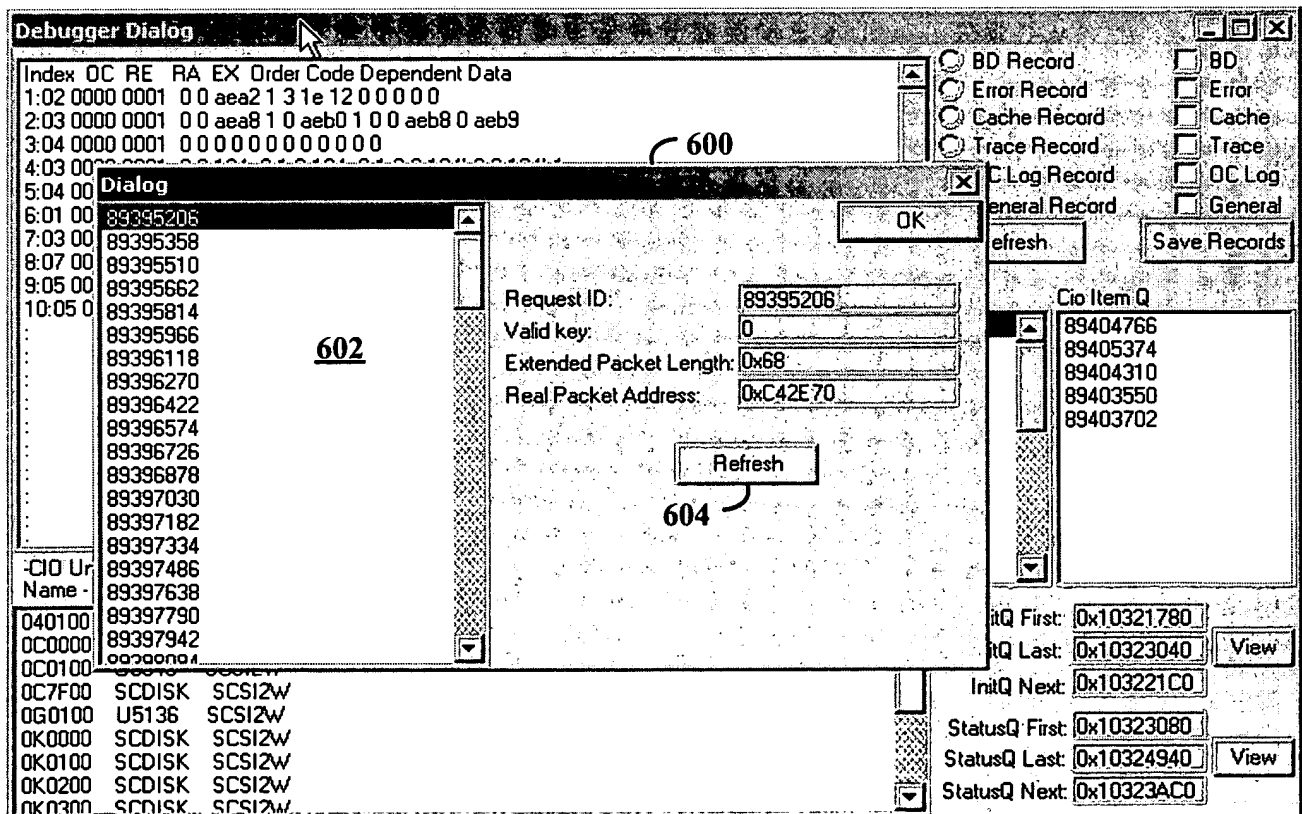 Debugger Dialog
Index OC RE RA EX Order Code Dependent Data
1:02 0000 0001 0 0 aea2 1 3 1e 12 0 0 0 0 0
2:03 0000 0001 0 0 aea8 1 0 aeb0 1 0 0 aeb8 0 aeb9
3:04 0000 0001 0 0 0 0 0 0 0 0 0 0 0 0
4:03
5:04 00
6:01 00
7:03 00
8:07 00
9:05 00
10:05 0
BD Record
Error Record
Cache Record
Trace Record
C Log Record
eneral Record
BD
Error
Cache
Trace
OC Log
General
efresh
Save Records
600
Dialog
OK
89395206
89395358
89395510
89395662
89395814
89395966
89396118
89396270
89396422
89396574
89396726
89396878
89397030
89397182
89397334
89397486
89397638
89397790
89397942
602
Request ID: 89395206
Valid key: 0
Extended Packet Length: 0x68
Real Packet Address: 0xC42E70
Refresh
604
Cio Item Q
89404766
89405374
89404310
89403550
89403702
-CIO Ur
Name -
040100
0C0000
0C0100
0C7F00 SCDISK SCSI2W
0G0100 U5136 SCSI2W
0K0000 SCDISK SCSI2W
0K0100 SCDISK SCSI2W
0K0200 SCDISK SCSI2W
0K0300 SCDISK SCSI2W
itQ First: 0x10321780
itQ Last: 0x10323040 View
InitQ Next: 0x103221C0
StatusQ First: 0x10323080
StatusQ Last: 0x10324940 View
StatusQ Next: 0x10323AC0